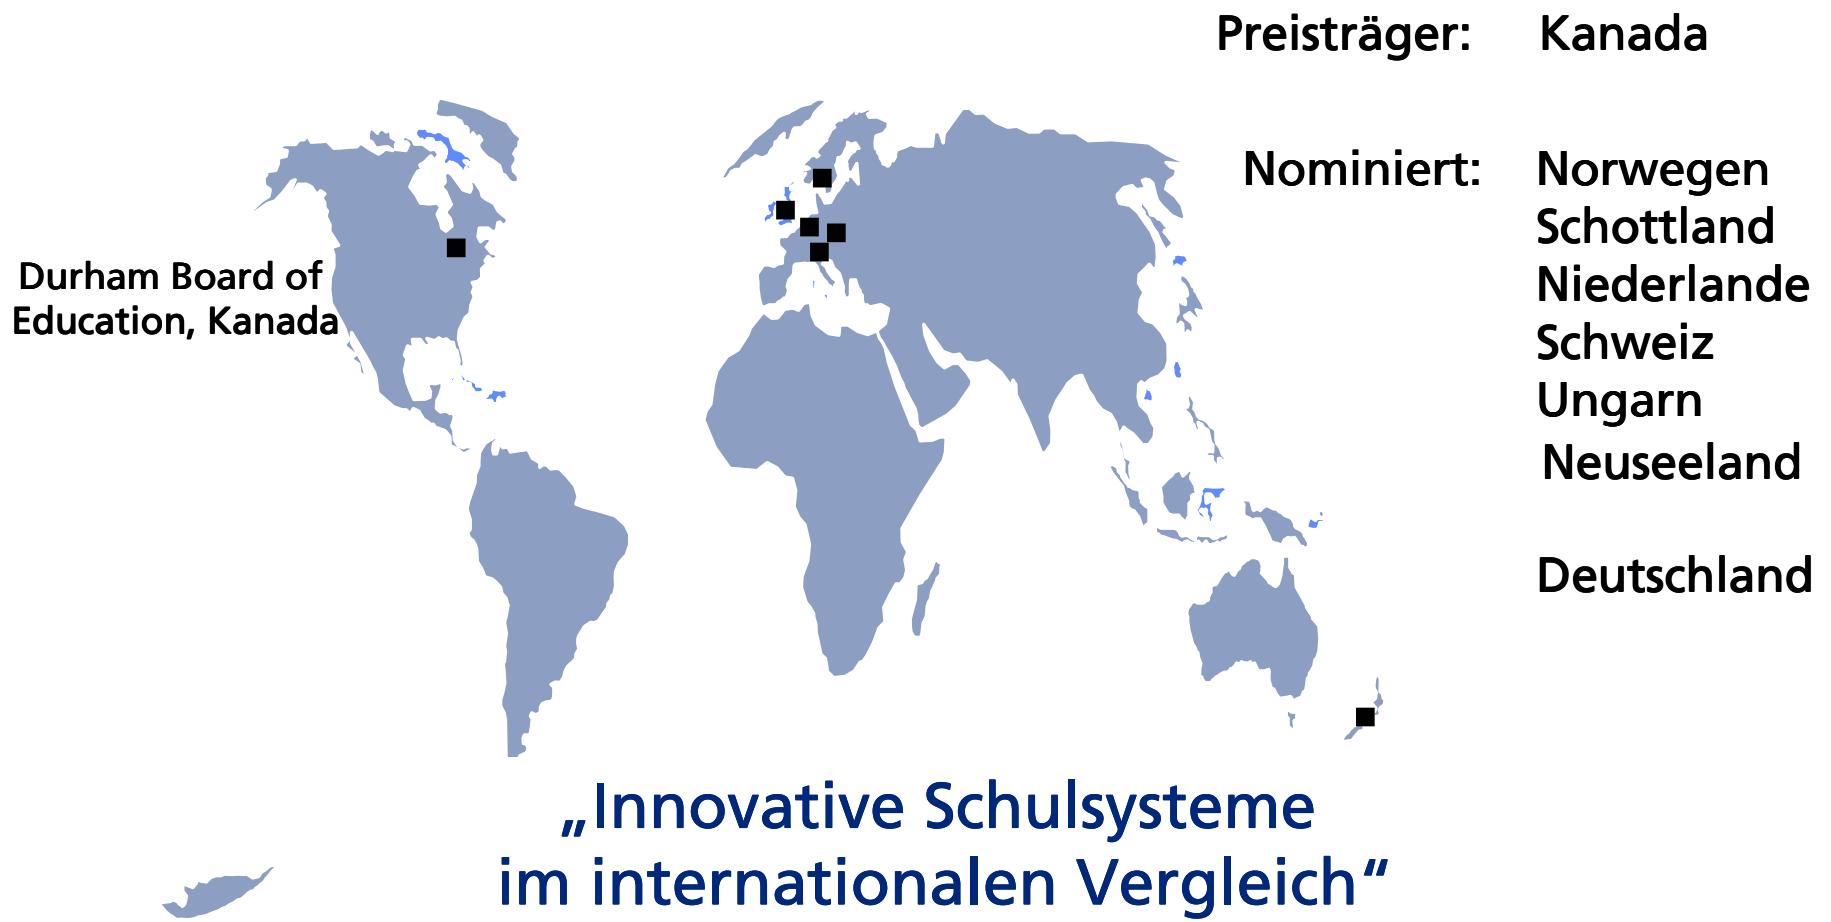 Preisträger: Kanada
Nominiert: Norwegen
Schottland
Niederlande
Schweiz
Ungarn
Neuseeland
Deutschland
Durham Board of
Education, Kanada
„Innovative Schulsysteme
im internationalen Vergleich“